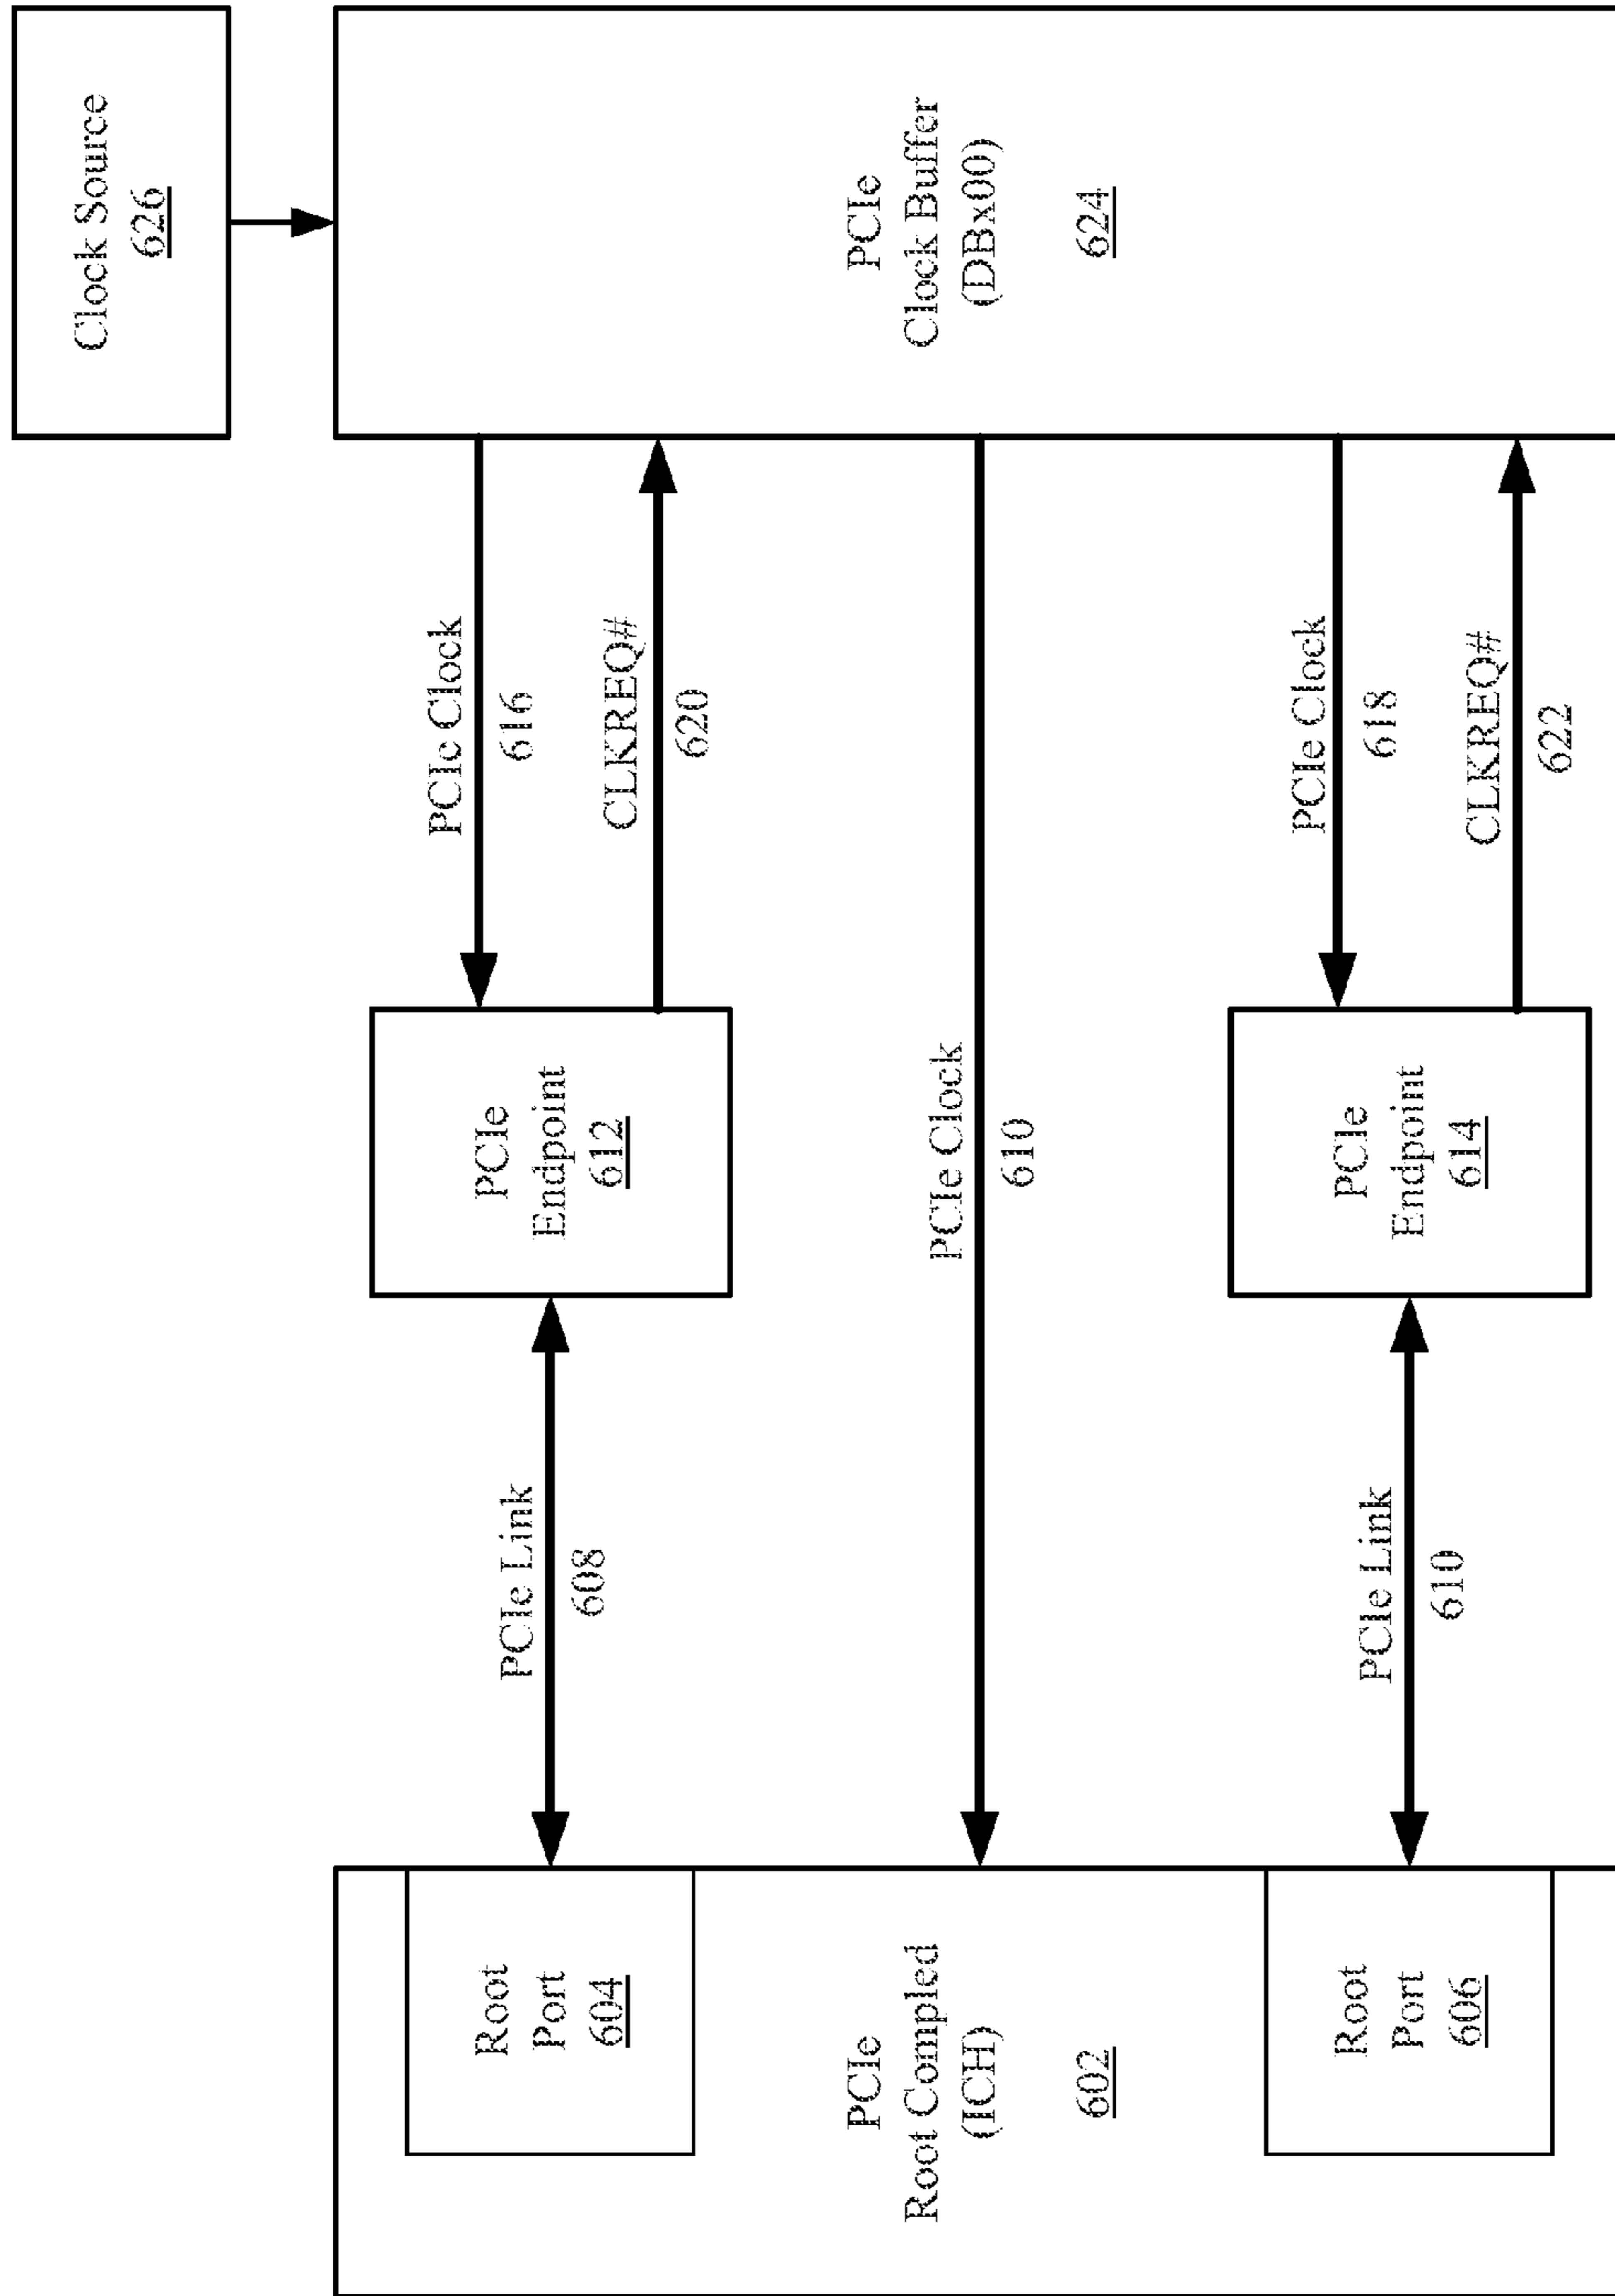 Clock Source
626
PCIe
Root Compled
(ICH)
602
Root
Port
604
Root
Port
606
PCIe Link
608
PCIe Link
610
PCIe
Endpoint
612
PCIe Clock
610
PCIe
Endpoint
614
PCIe Clock
616
CLKREQ#
620
PCIe Clock
618
CLKREQ#
622
PCIe
Clock Buffer
(DBx00)
624